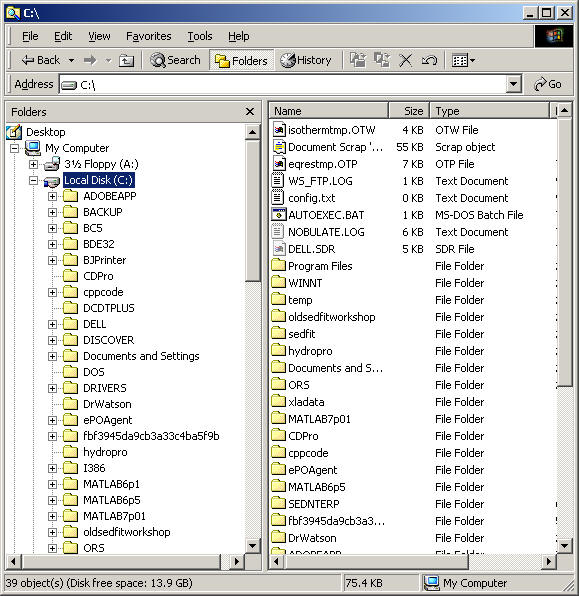 C:\
File Edit View Favorites Tools Help
Back Search Folders History
Address C:\ Go
Folders
Desktop
My Computer
3½ Floppy (A:)
Local Disk (C:)
ADOBEAPP
BACKUP
BC5
BDE32
BJPrinter
CDPro
cppcode
DCDTPLUS
DELL
DISCOVER
Documents and Settings
DOS
DRIVERS
DrWatson
ePOAgent
fbf3945da9cb3a33c4ba5f9b
hydropro
I386
MATLAB6p1
MATLAB6p5
MATLAB7p01
oldsedfitworkshop
ORS
Name Size Type
isothermtmp.OTW 4 KB OTW File
Document Scrap '... 55 KB Scrap object
eqrestmp.OTP 7 KB OTP File
WS_FTP.LOG 1 KB Text Document
config.txt 0 KB Text Document
AUTOEXEC.BAT 1 KB MS-DOS Batch File
NOBULATE.LOG 6 KB Text Document
DELL.SDR 5 KB SDR File
Program Files File Folder
WINNT File Folder
temp File Folder
oldsedfitworkshop File Folder
sedfit File Folder
hydropro File Folder
Documents and S... File Folder
ORS File Folder
xladata File Folder
MATLAB7p01 File Folder
CDPro File Folder
cppcode File Folder
ePOAgent File Folder
MATLAB6p5 File Folder
SEDNTERP File Folder
fbf3945da9cb3a3... File Folder
DrWatson File Folder
ADOBEAPP File Folder
39 object(s) (Disk free space: 13.9 GB) 75.4 KB My Computer